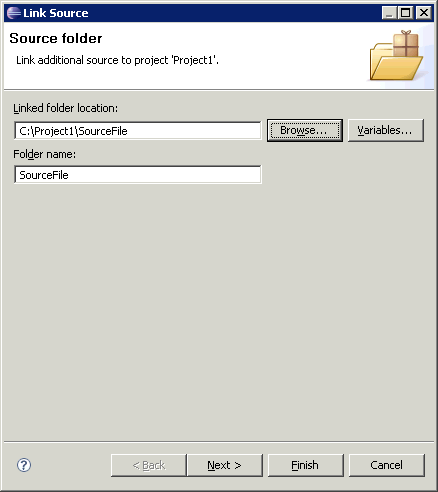 Link Source
Source folder
Link additional source to project 'Project1'.
Linked folder location:
C:\Project1\SourceFile Browse... Variables...
Folder name:
SourceFile
? < Back Next > Finish Cancel